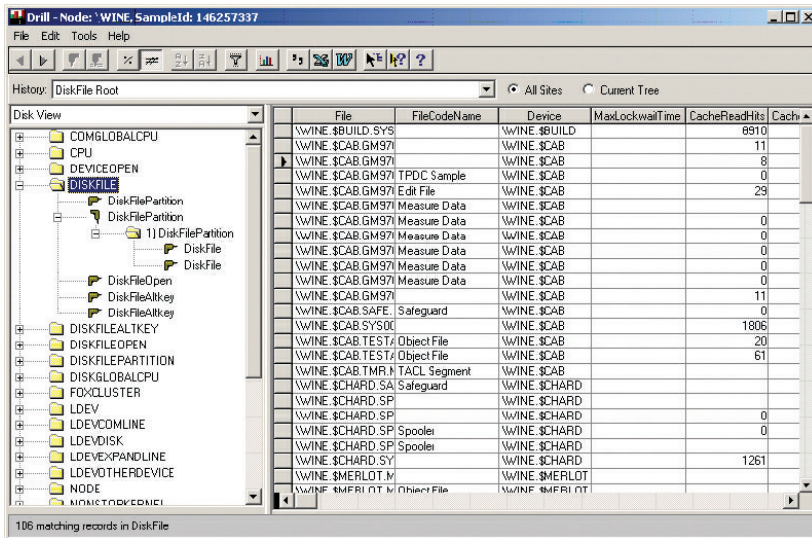 Drill - Node: \WINE, SampleId: 146257337
File Edit Tools Help
History: DiskFile Root All Sites Current Tree
Disk View
COMGLOBALCPU
CPU
DEVICEOPEN
DISKFILE
DiskFilePartition
DiskFilePartition
1) DiskFilePartition
DiskFile
DiskFile
DiskFileOpen
DiskFileAltkey
DiskFileAltkey
DISKFILEALTKEY
DISKFILEOPEN
DISKFILEPARTITION
DISKGLOBALCPU
FOXCLUSTER
LDEV
LDEVCOMLINE
LDEVDISK
LDEVEXPANDLINE
LDEVOTHERDEVICE
NODE
NONSTOPKERNEL
File FileCodeName Device MaxLockwaitTime CacheReadHits Cach
\WINE.$BUILD.SYS \WINE.$BUILD 8910
\WINE.$CAB.GM97 \WINE.$CAB 11
\WINE.$CAB.GM97 \WINE.$CAB 8
\WINE.$CAB.GM97 TPDC Sample \WINE.$CAB 0
\WINE.$CAB.GM97 Edit File \WINE.$CAB 29
\WINE.$CAB.GM97 Measure Data \WINE.$CAB
\WINE.$CAB.GM97 Measure Data \WINE.$CAB 0
\WINE.$CAB.GM97 Measure Data \WINE.$CAB 0
\WINE.$CAB.GM97 Measure Data \WINE.$CAB 0
\WINE.$CAB.GM97 Measure Data \WINE.$CAB 0
\WINE.$CAB.GM97 Measure Data \WINE.$CAB 0
\WINE.$CAB.GM97 \WINE.$CAB 11
\WINE.$CAB.SAFE. Safeguard \WINE.$CAB 0
\WINE.$CAB.SYS00 \WINE.$CAB 1806
\WINE.$CAB.TEST Object File \WINE.$CAB 20
\WINE.$CAB.TEST Object File \WINE.$CAB 61
\WINE.$CAB.TMR. TACL Segment \WINE.$CAB
\WINE.$CHARD.SA Safeguard \WINE.$CHARD
\WINE.$CHARD.SP \WINE.$CHARD
\WINE.$CHARD.SP \WINE.$CHARD 0
\WINE.$CHARD.SP Spooler \WINE.$CHARD 0
\WINE.$CHARD.SP Spooler \WINE.$CHARD
\WINE.$CHARD.SY \WINE.$CHARD 1261
\WINE.$MERLOT.M \WINE.$MERLOT
\WINE.$MERLOT.M Object File \WINE.$MERLOT
106 matching records in DiskFile